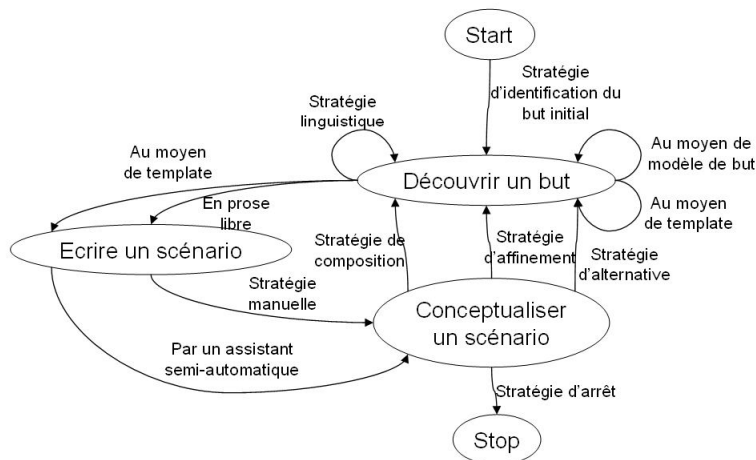 Start
Stratégie
d'identification du
but initial
Stratégie
linguistique
Au moyen de
modèle de but
Au moyen
de template
Découvrir un but
Au moyen
de template
En prose
libre
Ecrire un scénario
Stratégie de
composition
Stratégie
d'affinement
Stratégie
d'alternative
Stratégie
manuelle
Conceptualiser
un scénario
Par un assistant
semi-automatique
Stratégie d'arrêt
Stop